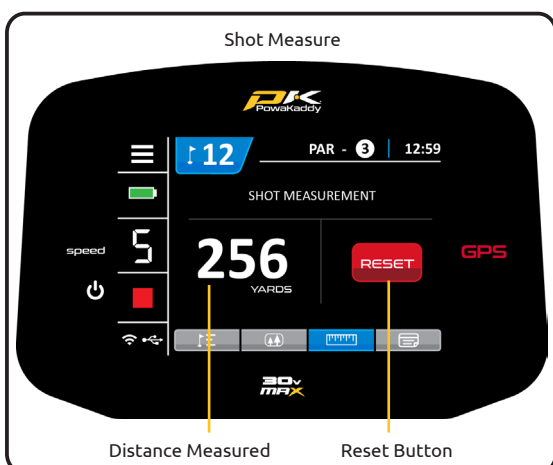 Shot Measure
PK
PowaKaddy
12
PAR - 3
12:59
SHOT MEASUREMENT
speed
5
256
YARDS
RESET
GPS
30v
MAX
Distance Measured
Reset Button